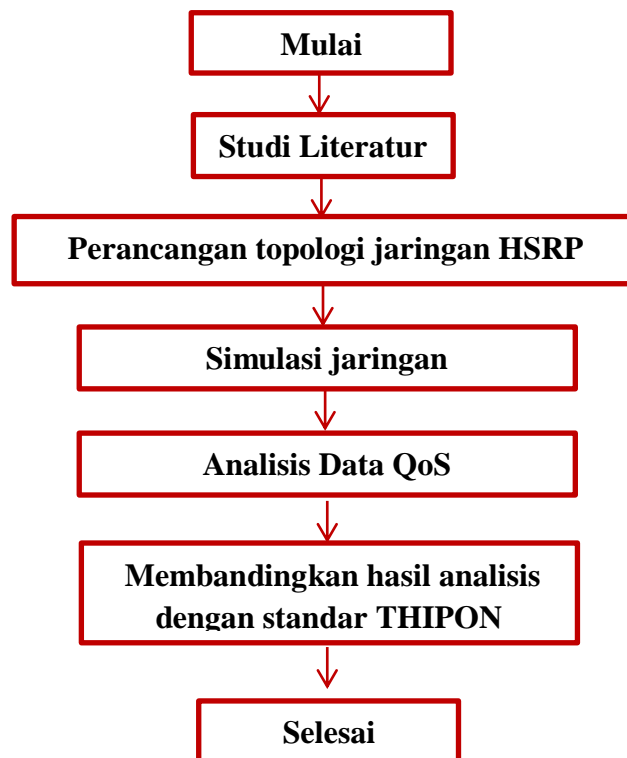 Mulai
Studi Literatur
Perancangan topologi jaringan HSRP
Simulasi jaringan
Analisis Data QoS
Membandingkan hasil analisis
dengan standar THIPON
Selesai